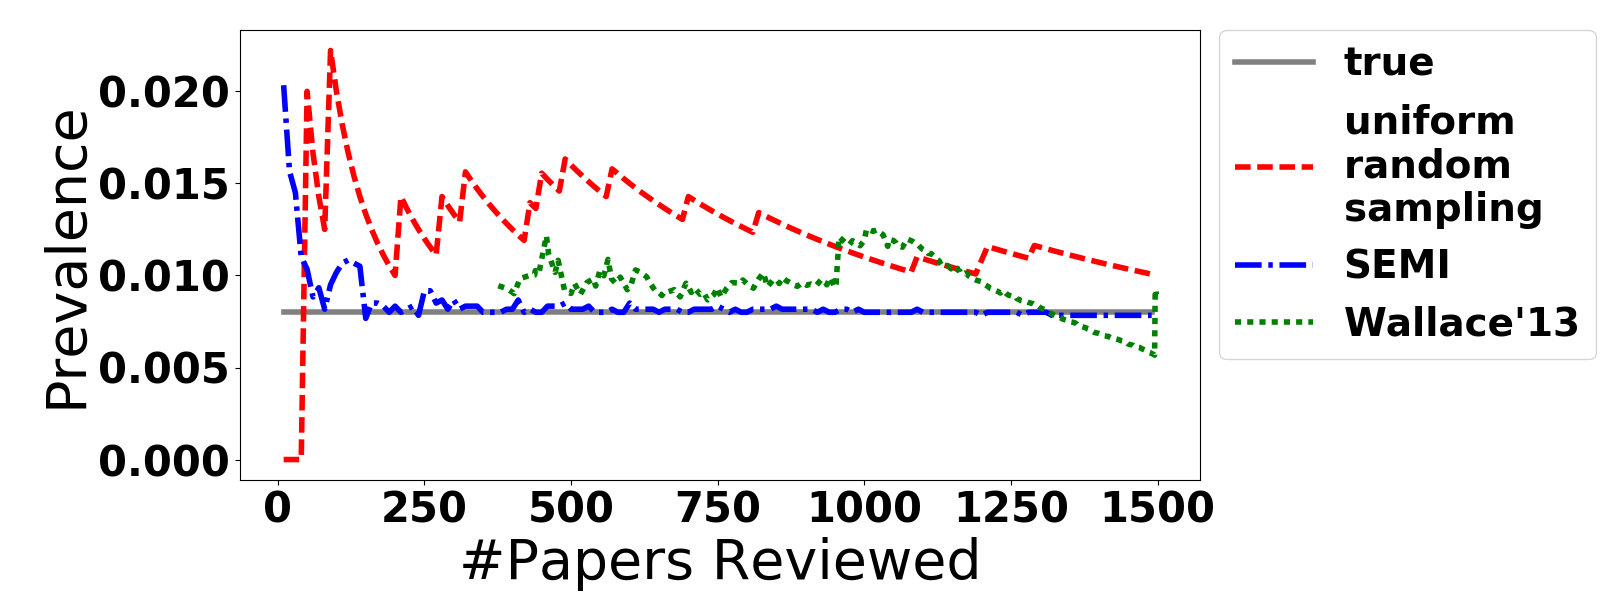 Prevalence
0.020
0.015
0.010
0.005
0.000
0 250 500 750 1000 1250 1500
#Papers Reviewed
true
uniform
random
sampling
SEMI
Wallace'13